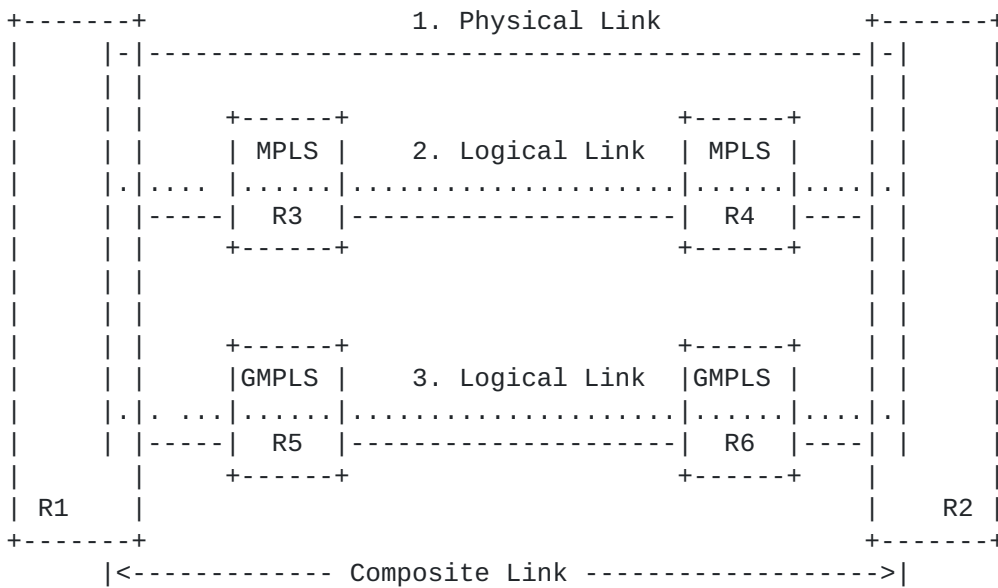 1. Physical Link
MPLS 2. Logical Link MPLS
R3 R4
GMPLS 3. Logical Link GMPLS
R5 R6
R1 R2
Composite Link